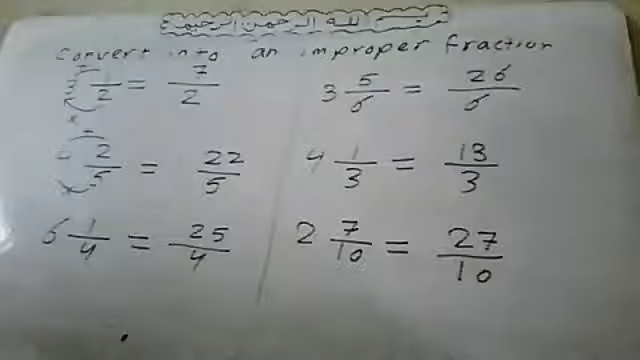 بسم الله الرحمن الرحيم
Convert into an improper fraction
3 1/2 = 7/2
3 5/6 = 26/6
2/5 = 22/5
4 1/3 = 13/3
6 1/4 = 25/4
2 7/10 = 27/10